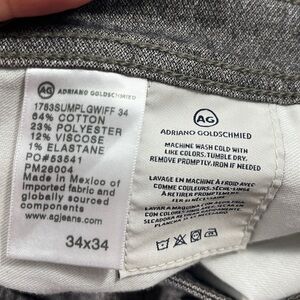 AG ADRIANO GOLDSCHMIED
1783SUMPLGWIFF 34
64% COTTON
23% POLYESTER
12% VISCOSE
1% ELASTANE
PO#63541
PM28004
Made in Mexico of
imported fabric and
globally sourced
components
www.agjeans.com
34x34
AG
ADRIANO GOLDSCHMIED
MACHINE WASH COLD WITH
LIKE COLORS. TUMBLE DRY.
REMOVE PROMPTLY. IRON IF NEEDED
LAVAGE EN MACHINE À FROID AVEC
COMME COULEURS. SÈCHE-LINGE